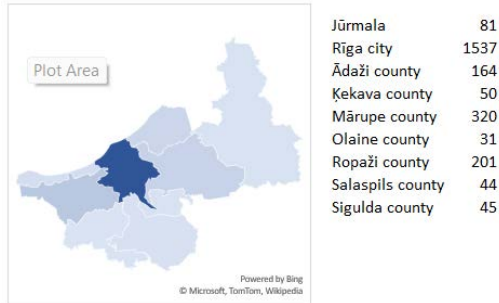 Plot Area
Powered by Bing
© Microsoft, TomTom, Wikipedia
Jūrmala 81
Rīga city 1537
Ādaži county 164
Ķekava county 50
Mārupe county 320
Olaine county 31
Ropaži county 201
Salaspils county 44
Sigulda county 45